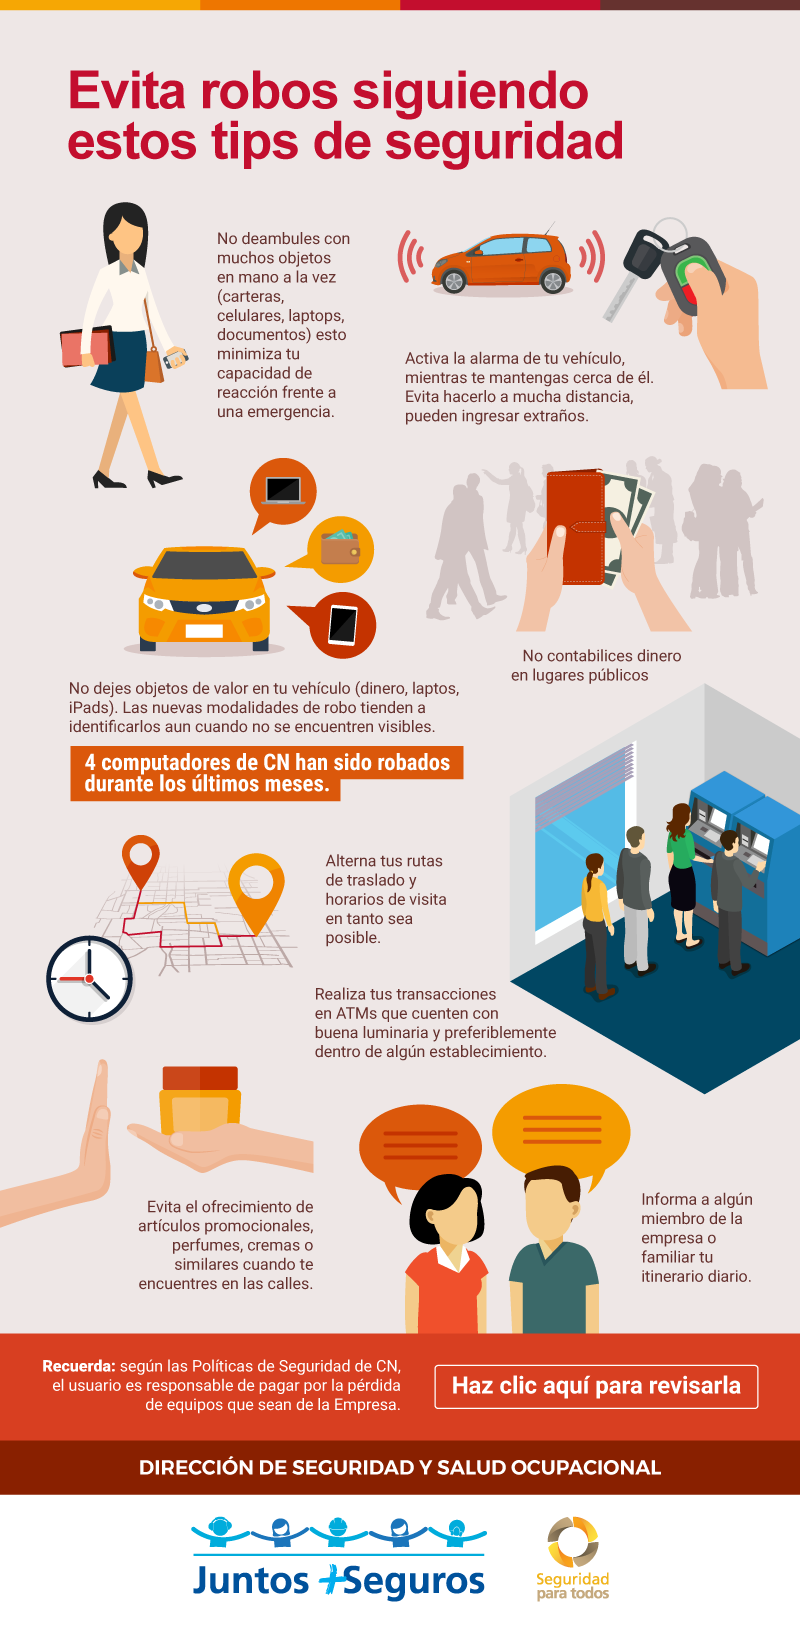 Evita robos siguiendo
estos tips de seguridad
No deambules con
muchos objetos
en mano a la vez
(carteras,
celulares, laptops,
documentos) esto
minimiza tu
capacidad de
reacción frente a
una emergencia.
Activa la alarma de tu vehículo,
mientras te mantengas cerca de él.
Evita hacerlo a mucha distancia,
pueden ingresar extraños.
No dejes objetos de valor en tu vehículo (dinero, laptos,
iPads). Las nuevas modalidades de robo tienden a
identificarlos aun cuando no se encuentren visibles.
4 computadores de CN han sido robados
durante los últimos meses.
No contabilices dinero
en lugares públicos
Alterna tus rutas
de traslado y
horarios de visita
en tanto sea
posible.
Realiza tus transacciones
en ATMs que cuenten con
buena luminaria y preferiblemente
dentro de algún establecimiento.
Evita el ofrecimiento de
artículos promocionales,
perfumes, cremas o
similares cuando te
encuentres en las calles.
Informa a algún
miembro de la
empresa o
familiar tu
itinerario diario.
Recuerda: según las Políticas de Seguridad de CN,
el usuario es responsable de pagar por la pérdida
de equipos que sean de la Empresa.
Haz clic aquí para revisarla
DIRECCIÓN DE SEGURIDAD Y SALUD OCUPACIONAL
Juntos +Seguros
Seguridad
para todos